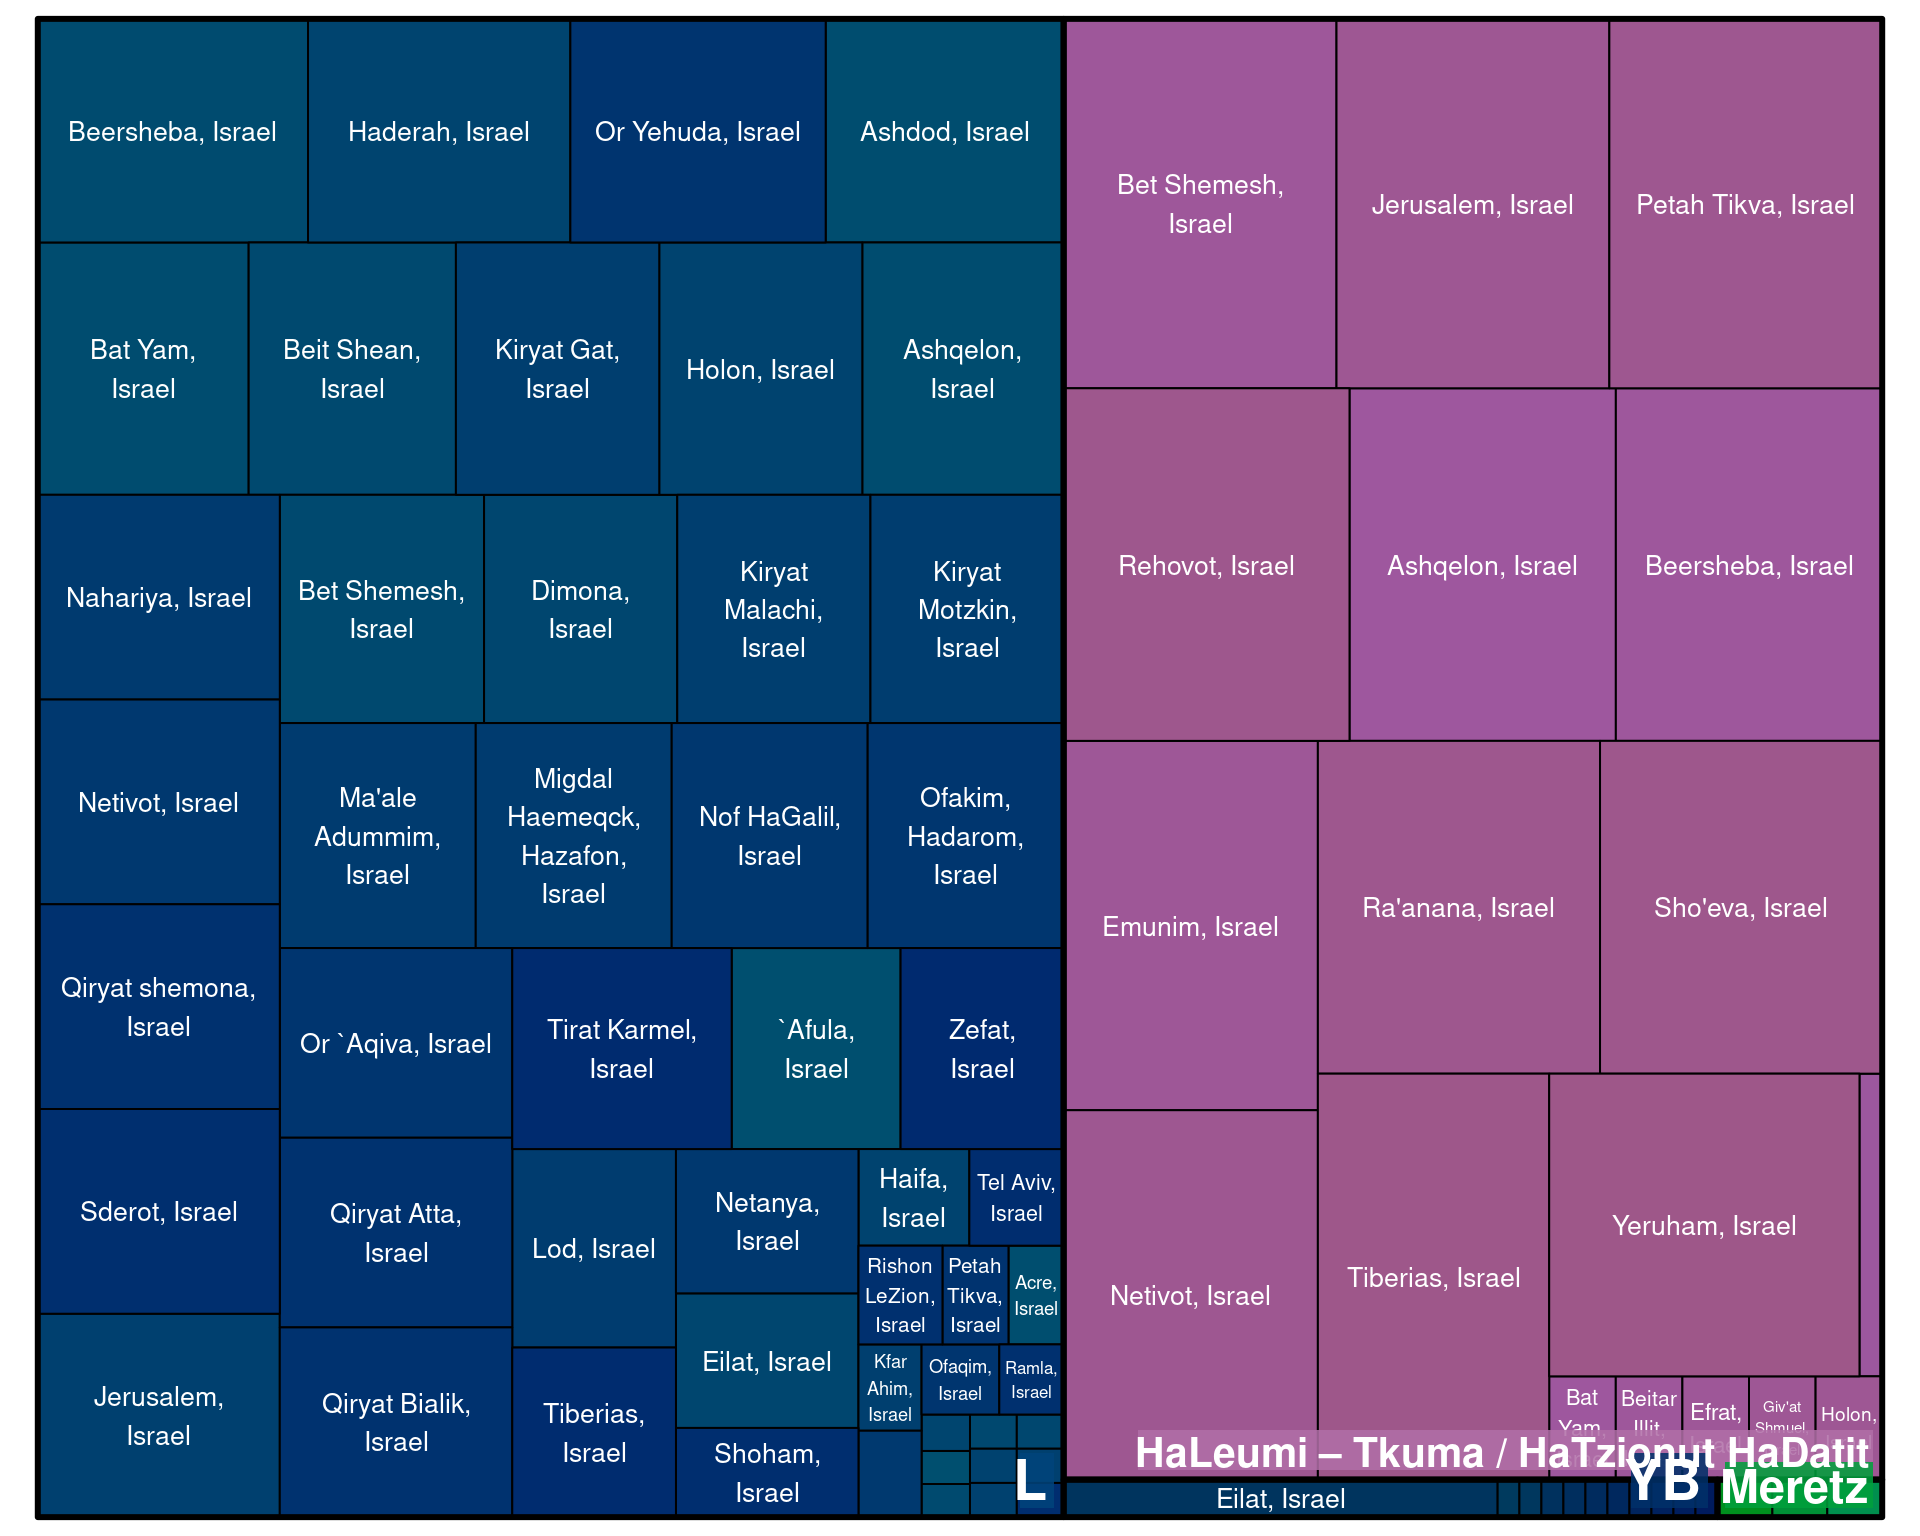 Beersheba, Israel
Haderah, Israel
Or Yehuda, Israel
Ashdod, Israel
Bat Yam,
Israel
Beit Shean,
Israel
Kiryat Gat,
Israel
Holon, Israel
Ashqelon,
Israel
Nahariya, Israel
Bet Shemesh,
Israel
Dimona,
Israel
Kiryat
Malachi,
Israel
Kiryat
Motzkin,
Israel
Netivot, Israel
Ma'ale
Adummim,
Israel
Migdal
Haemeqck,
Hazafon,
Israel
Nof HaGalil,
Israel
Ofakim,
Hadarom,
Israel
Qiryat shemona,
Israel
Or `Aqiva, Israel
Tirat Karmel,
Israel
`Afula,
Israel
Zefat,
Israel
Sderot, Israel
Qiryat Atta,
Israel
Lod, Israel
Netanya,
Israel
Haifa,
Israel
Tel Aviv,
Israel
Rishon
LeZion,
Israel
Petah
Tikva,
Israel
Acre,
Israel
Eilat, Israel
Kfar
Ahim,
Israel
Ofaqim,
Israel
Ramla,
Israel
Jerusalem,
Israel
Qiryat Bialik,
Israel
Tiberias,
Israel
Shoham,
Israel
L
Bet Shemesh,
Israel
Jerusalem, Israel
Petah Tikva, Israel
Rehovot, Israel
Ashqelon, Israel
Beersheba, Israel
Emunim, Israel
Ra'anana, Israel
Sho'eva, Israel
Netivot, Israel
Tiberias, Israel
Yeruham, Israel
Bat
Yam,
Beitar
Illit,
Efrat,
Giv'at
Shmuel,
Holon,
HaLeumi – Tkuma / HaTzionut HaDatit
Eilat, Israel
YB
Meretz